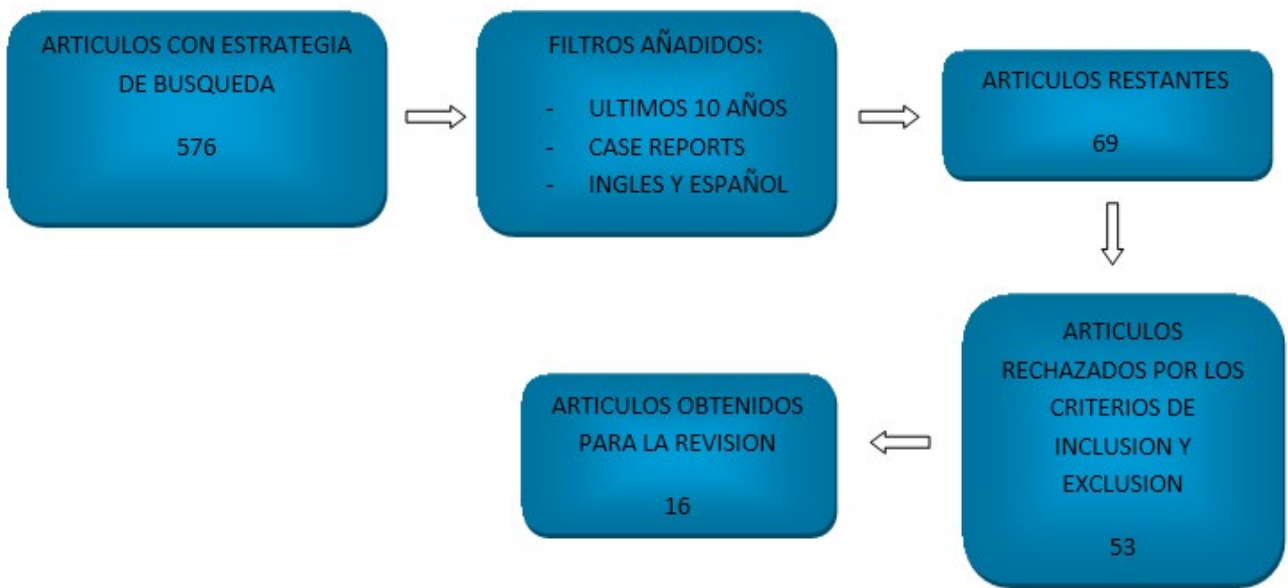 ARTICULOS CON ESTRATEGIA
DE BUSQUEDA
576
FILTROS AÑADIDOS:
- ULTIMOS 10 AÑOS
- CASE REPORTS
- INGLES Y ESPAÑOL
ARTICULOS RESTANTES
69
ARTICULOS
RECHAZADOS POR LOS
CRITERIOS DE
INCLUSION Y
EXCLUSION
53
ARTICULOS OBTENIDOS
PARA LA REVISION
16